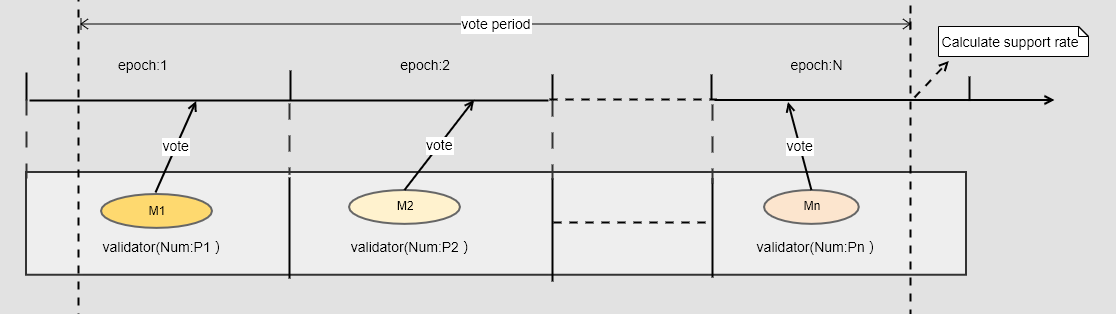 vote period
Calculate support rate
epoch:1
epoch:2
epoch:N
vote
vote
vote
M1
M2
Mn
validator(Num:P1 )
validator(Num:P2 )
validator(Num:Pn )